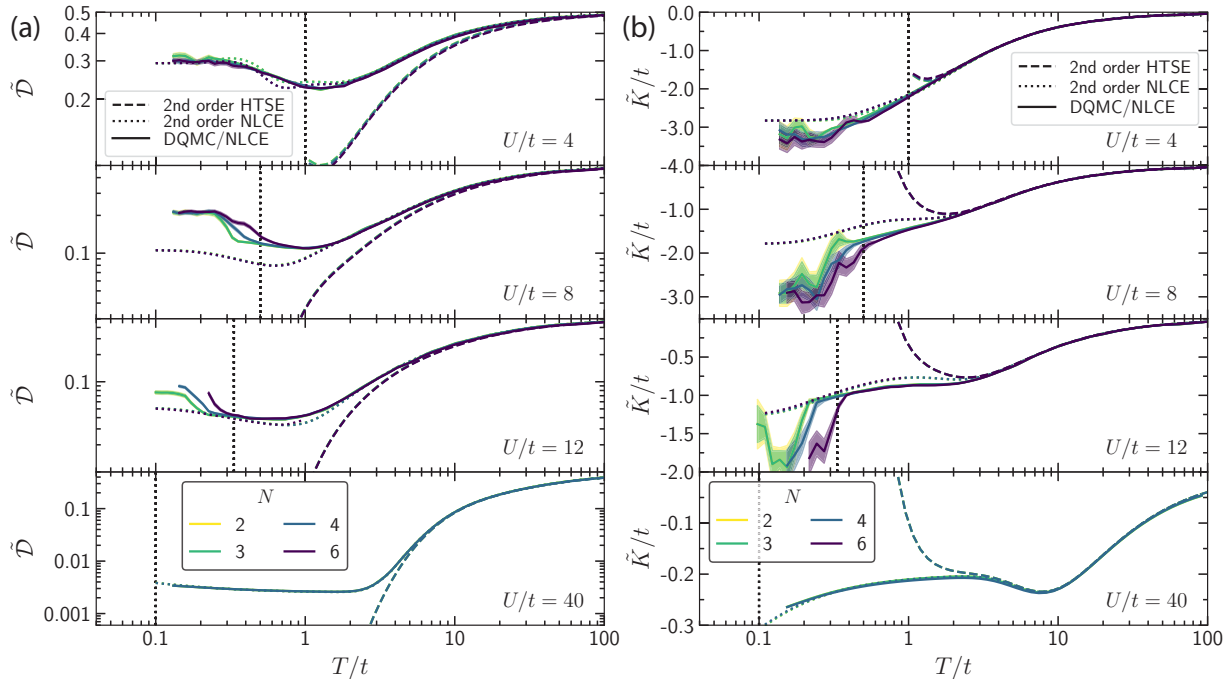 (a)
0.5
0.3
0.2
𝒟̃
2nd order HTSE
2nd order NLCE
DQMC/NLCE
U/t = 4
0.1
𝒟̃
U/t = 8
0.1
𝒟̃
U/t = 12
0.1
0.01
0.001
𝒟̃
N
2
3
4
6
U/t = 40
0.1
1
10
100
T/t
(b)
0.0
-1.0
-2.0
-3.0
-4.0
K̃/t
2nd order HTSE
2nd order NLCE
DQMC/NLCE
U/t = 4
-4.0
-1.0
-2.0
-3.0
K̃/t
U/t = 8
-0.5
-1.0
-1.5
-2.0
K̃/t
U/t = 12
-0.1
-0.2
-0.3
K̃/t
N
2
3
4
6
U/t = 40
0.1
1
10
100
T/t